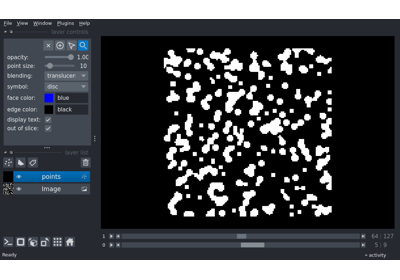 File View Window Plugins Help
layer controls
opacity: 1.00
point size: 10
blending: translucen
symbol: disc
face color: blue
edge color: black
display text:
out of slice:
layer list
points
Image
1 64 127
0 5 9
Ready activity